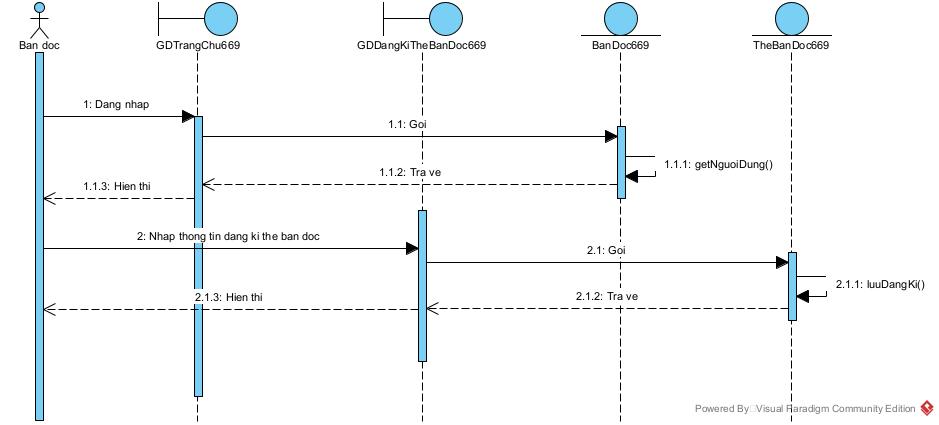 Ban doc
GDTrangChu669
GDDangKiTheBanDoc669
BanDoc669
TheBanDoc669
1: Dang nhap
1.1: Goi
1.1.1: getNguoiDung()
1.1.2: Tra ve
1.1.3: Hien thi
2: Nhap thong tin dang ki the ban doc
2.1: Goi
2.1.1: luuDangKi()
2.1.2: Tra ve
2.1.3: Hien thi
Powered By Visual Paradigm Community Edition